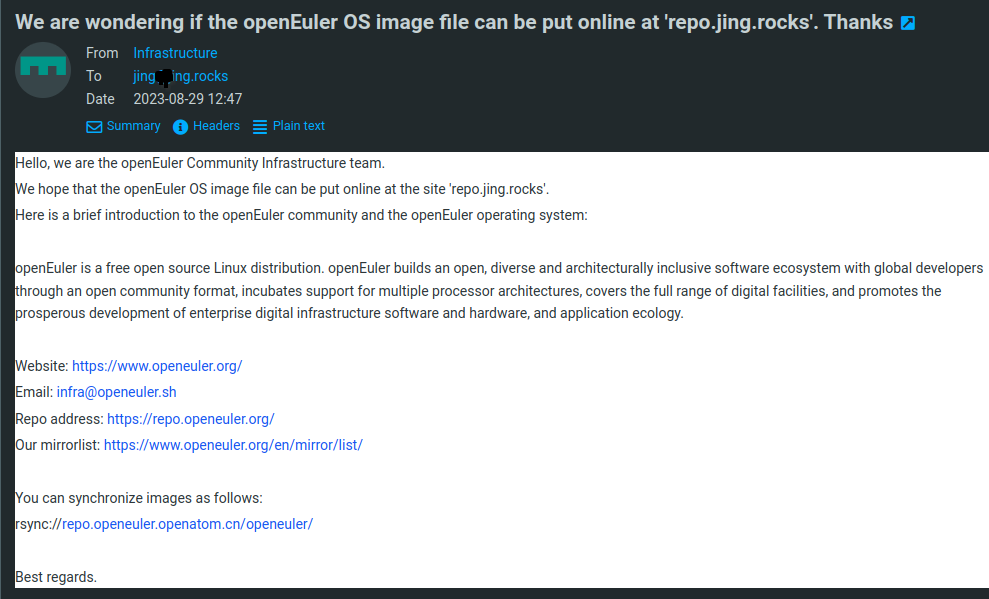 We are wondering if the openEuler OS image file can be put online at 'repo.jing.rocks'. Thanks
From Infrastructure
To jing ng.rocks
Date 2023-08-29 12:47
Summary Headers Plain text
Hello, we are the openEuler Community Infrastructure team.
We hope that the openEuler OS image file can be put online at the site 'repo.jing.rocks'.
Here is a brief introduction to the openEuler community and the openEuler operating system:
openEuler is a free open source Linux distribution. openEuler builds an open, diverse and architecturally inclusive software ecosystem with global developers
through an open community format, incubates support for multiple processor architectures, covers the full range of digital facilities, and promotes the
prosperous development of enterprise digital infrastructure software and hardware, and application ecology.
Website: https://www.openeuler.org/
Email: infra@openeuler.sh
Repo address: https://repo.openeuler.org/
Our mirrorlist: https://www.openeuler.org/en/mirror/list/
You can synchronize images as follows:
rsync://repo.openeuler.openatom.cn/openeuler/
Best regards.